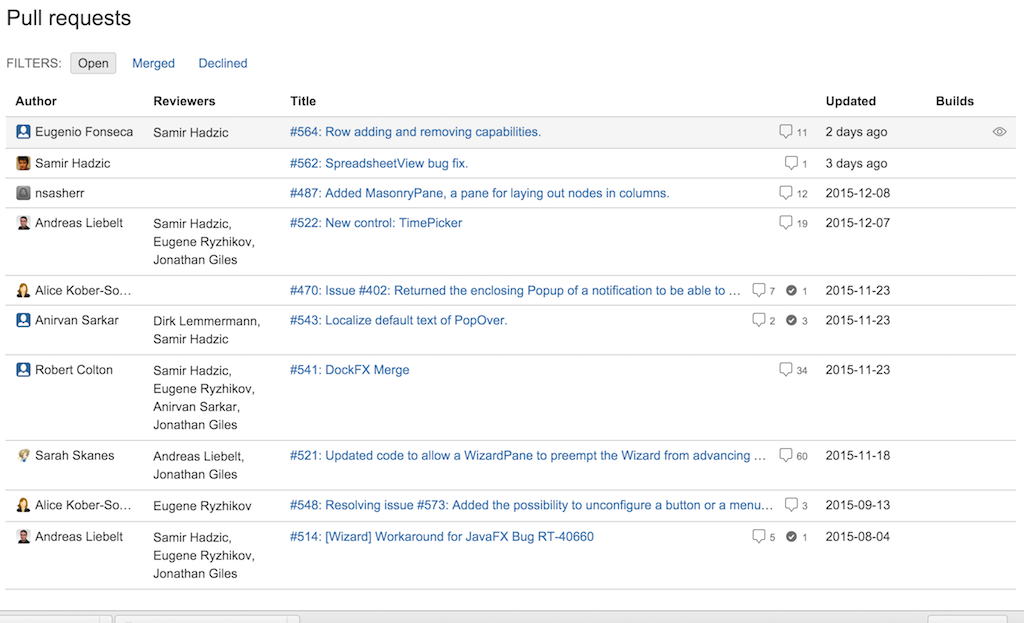 Pull requests
FILTERS: Open Merged Declined
Author Reviewers Title Updated Builds
Eugenio Fonseca Samir Hadzic #564: Row adding and removing capabilities. 11 2 days ago
Samir Hadzic #562: SpreadsheetView bug fix. 1 3 days ago
nsasherr #487: Added MasonryPane, a pane for laying out nodes in columns. 12 2015-12-08
Andreas Liebelt Samir Hadzic, #522: New control: TimePicker 19 2015-12-07
Eugene Ryzhikov,
Jonathan Giles
Alice Kober-So... #470: Issue #402: Returned the enclosing Popup of a notification to be able to ... 7 1 2015-11-23
Anirvan Sarkar Dirk Lemmermann, #543: Localize default text of PopOver. 2 3 2015-11-23
Samir Hadzic
Robert Colton Samir Hadzic, #541: DockFX Merge 34 2015-11-23
Eugene Ryzhikov,
Anirvan Sarkar,
Jonathan Giles
Sarah Skanes Andreas Liebelt, #521: Updated code to allow a WizardPane to preempt the Wizard from advancing ... 60 2015-11-18
Jonathan Giles
Alice Kober-So... Eugene Ryzhikov #548: Resolving issue #573: Added the possibility to unconfigure a button or a menu... 3 2015-09-13
Andreas Liebelt Samir Hadzic, #514: [Wizard] Workaround for JavaFX Bug RT-40660 5 1 2015-08-04
Eugene Ryzhikov,
Jonathan Giles